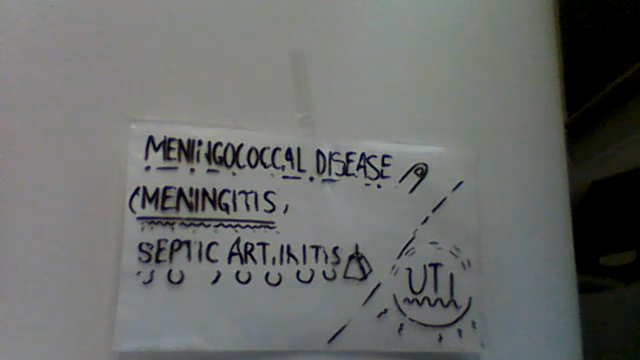 MENINGOCOCCAL DISEASE
(MENINGITIS,
SEPTIC ARTHRITIS
UTI